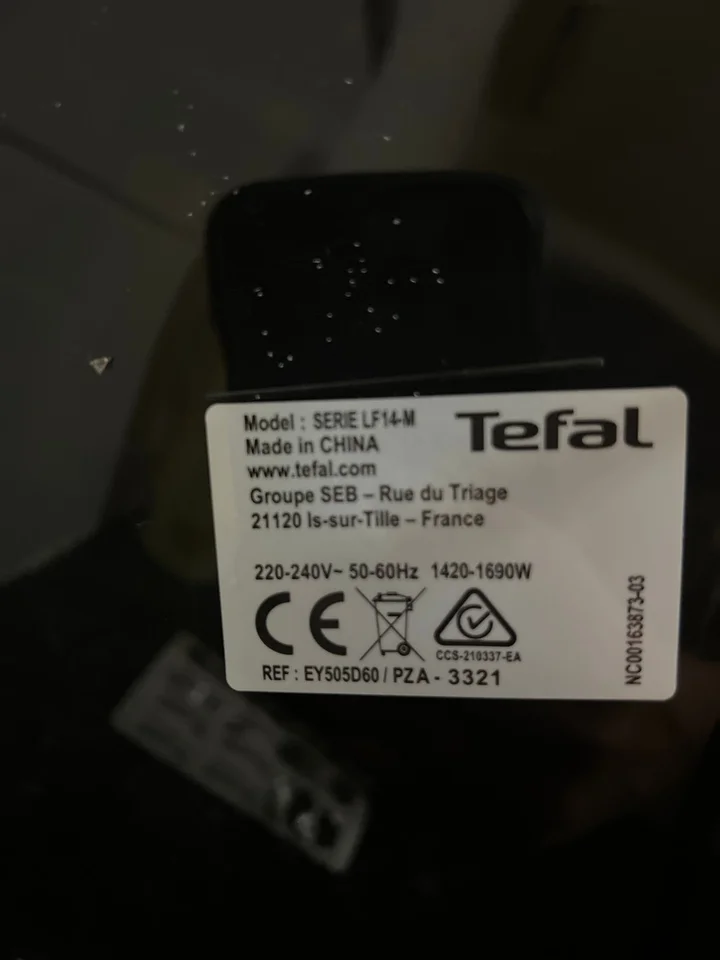 Model : SERIE LF14-M
Tefal
Made in CHINA
www.tefal.com
Groupe SEB – Rue du Triage
21120 Is-sur-Tille – France
220-240V~ 50-60Hz 1420-1690W
CE
CCS-210337-EA
REF : EY505D60 / PZA - 3321
NC00163873-03